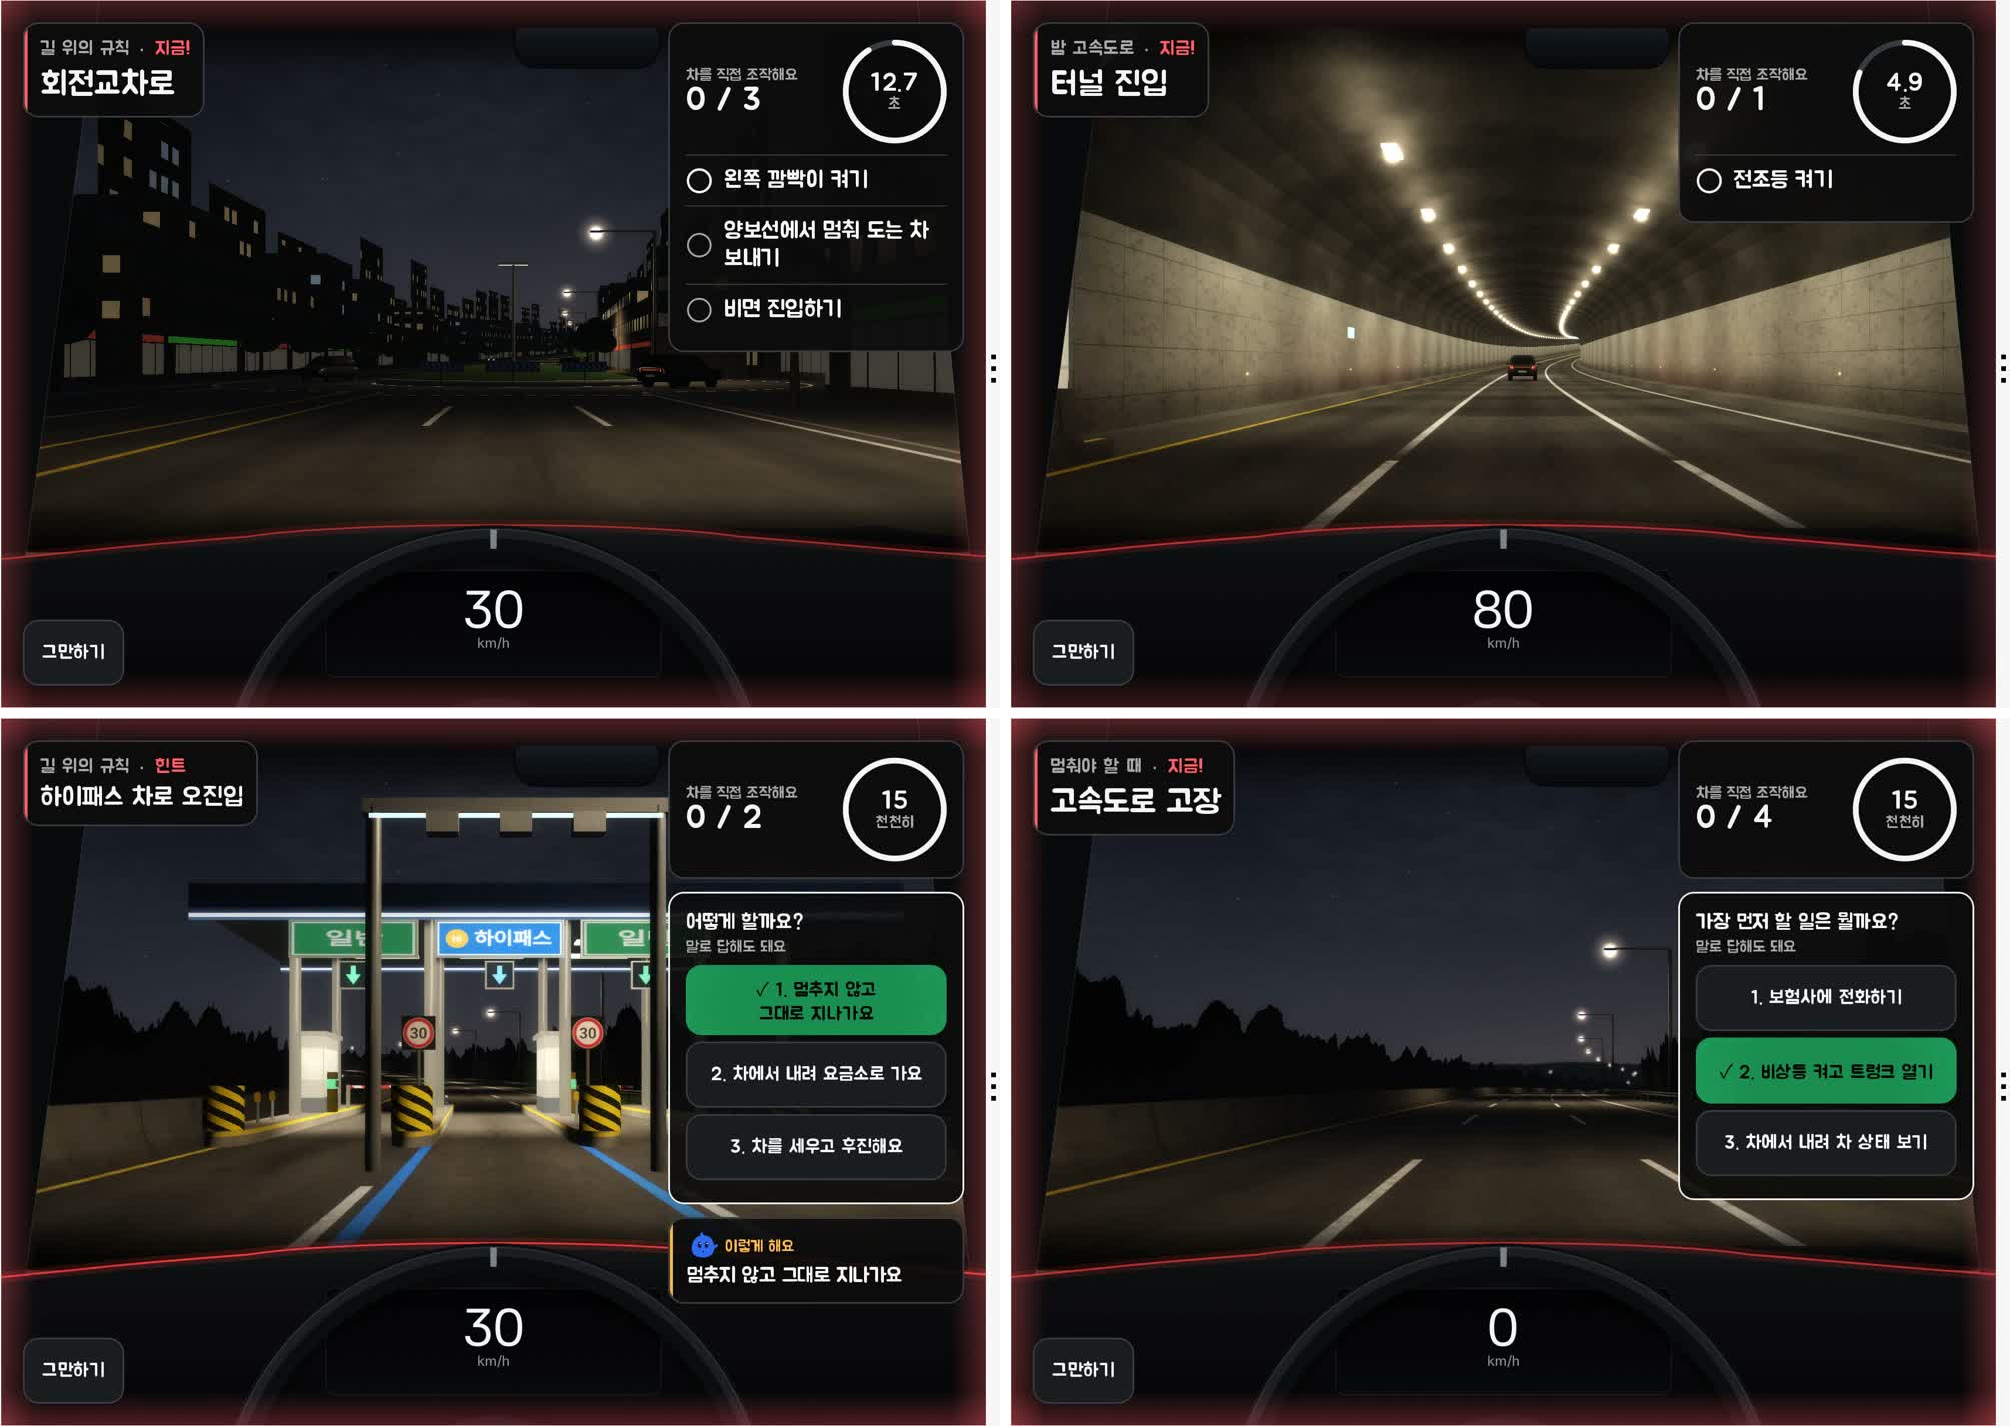 길 위의 규칙 · 지금!
회전교차로
차를 직접 조작해요
0 / 3
12.7
초
왼쪽 깜빡이 켜기
양보선에서 멈춰 도는 차
보내기
비면 진입하기
30
km/h
그만하기
밤 고속도로 · 지금!
터널 진입
차를 직접 조작해요
0 / 1
4.9
초
전조등 켜기
80
km/h
그만하기
길 위의 규칙 · 힌트
하이패스 차로 오진입
차를 직접 조작해요
0 / 2
15
천천히
일반
하이패스
30
30
어떻게 할까요?
말로 답해도 돼요
✓ 1. 멈추지 않고
그대로 지나가요
2. 차에서 내려 요금소로 가요
3. 차를 세우고 후진해요
이렇게 해요
멈추지 않고 그대로 지나가요
30
km/h
그만하기
멈춰야 할 때 · 지금!
고속도로 고장
차를 직접 조작해요
0 / 4
15
천천히
가장 먼저 할 일은 뭘까요?
말로 답해도 돼요
1. 보험사에 전화하기
✓ 2. 비상등 켜고 트렁크 열기
3. 차에서 내려 차 상태 보기
0
km/h
그만하기